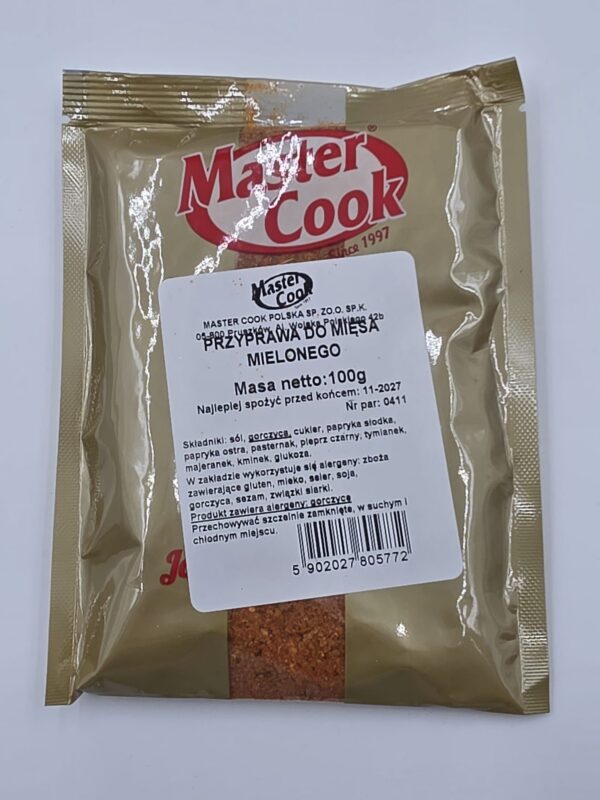 Master
Cook
®
Since 1997
Master
Cook
MASTER COOK POLSKA SP. ZO.O. SP.K.
05-800 Pruszków, Al. Wojska Polskiego 42b
PRZYPRAWA DO MIĘSA
MIELONEGO
Masa netto:100g
Najlepiej spożyć przed końcem: 11-2027
Nr par: 0411
Składniki: sól, gorczyca, cukier, papryka słodka,
papryka ostra, pasternak, pieprz czarny, tymianek,
majeranek, kminek, glukoza.
W zakładzie wykorzystuje się alergeny: zboża
zawierające gluten, mleko, seler, soja,
gorczyca, sezam, związki siarki.
Produkt zawiera alergeny: gorczycę
Przechowywać szczelnie zamknięte, w suchym i
chłodnym miejscu.
5 902027 805772